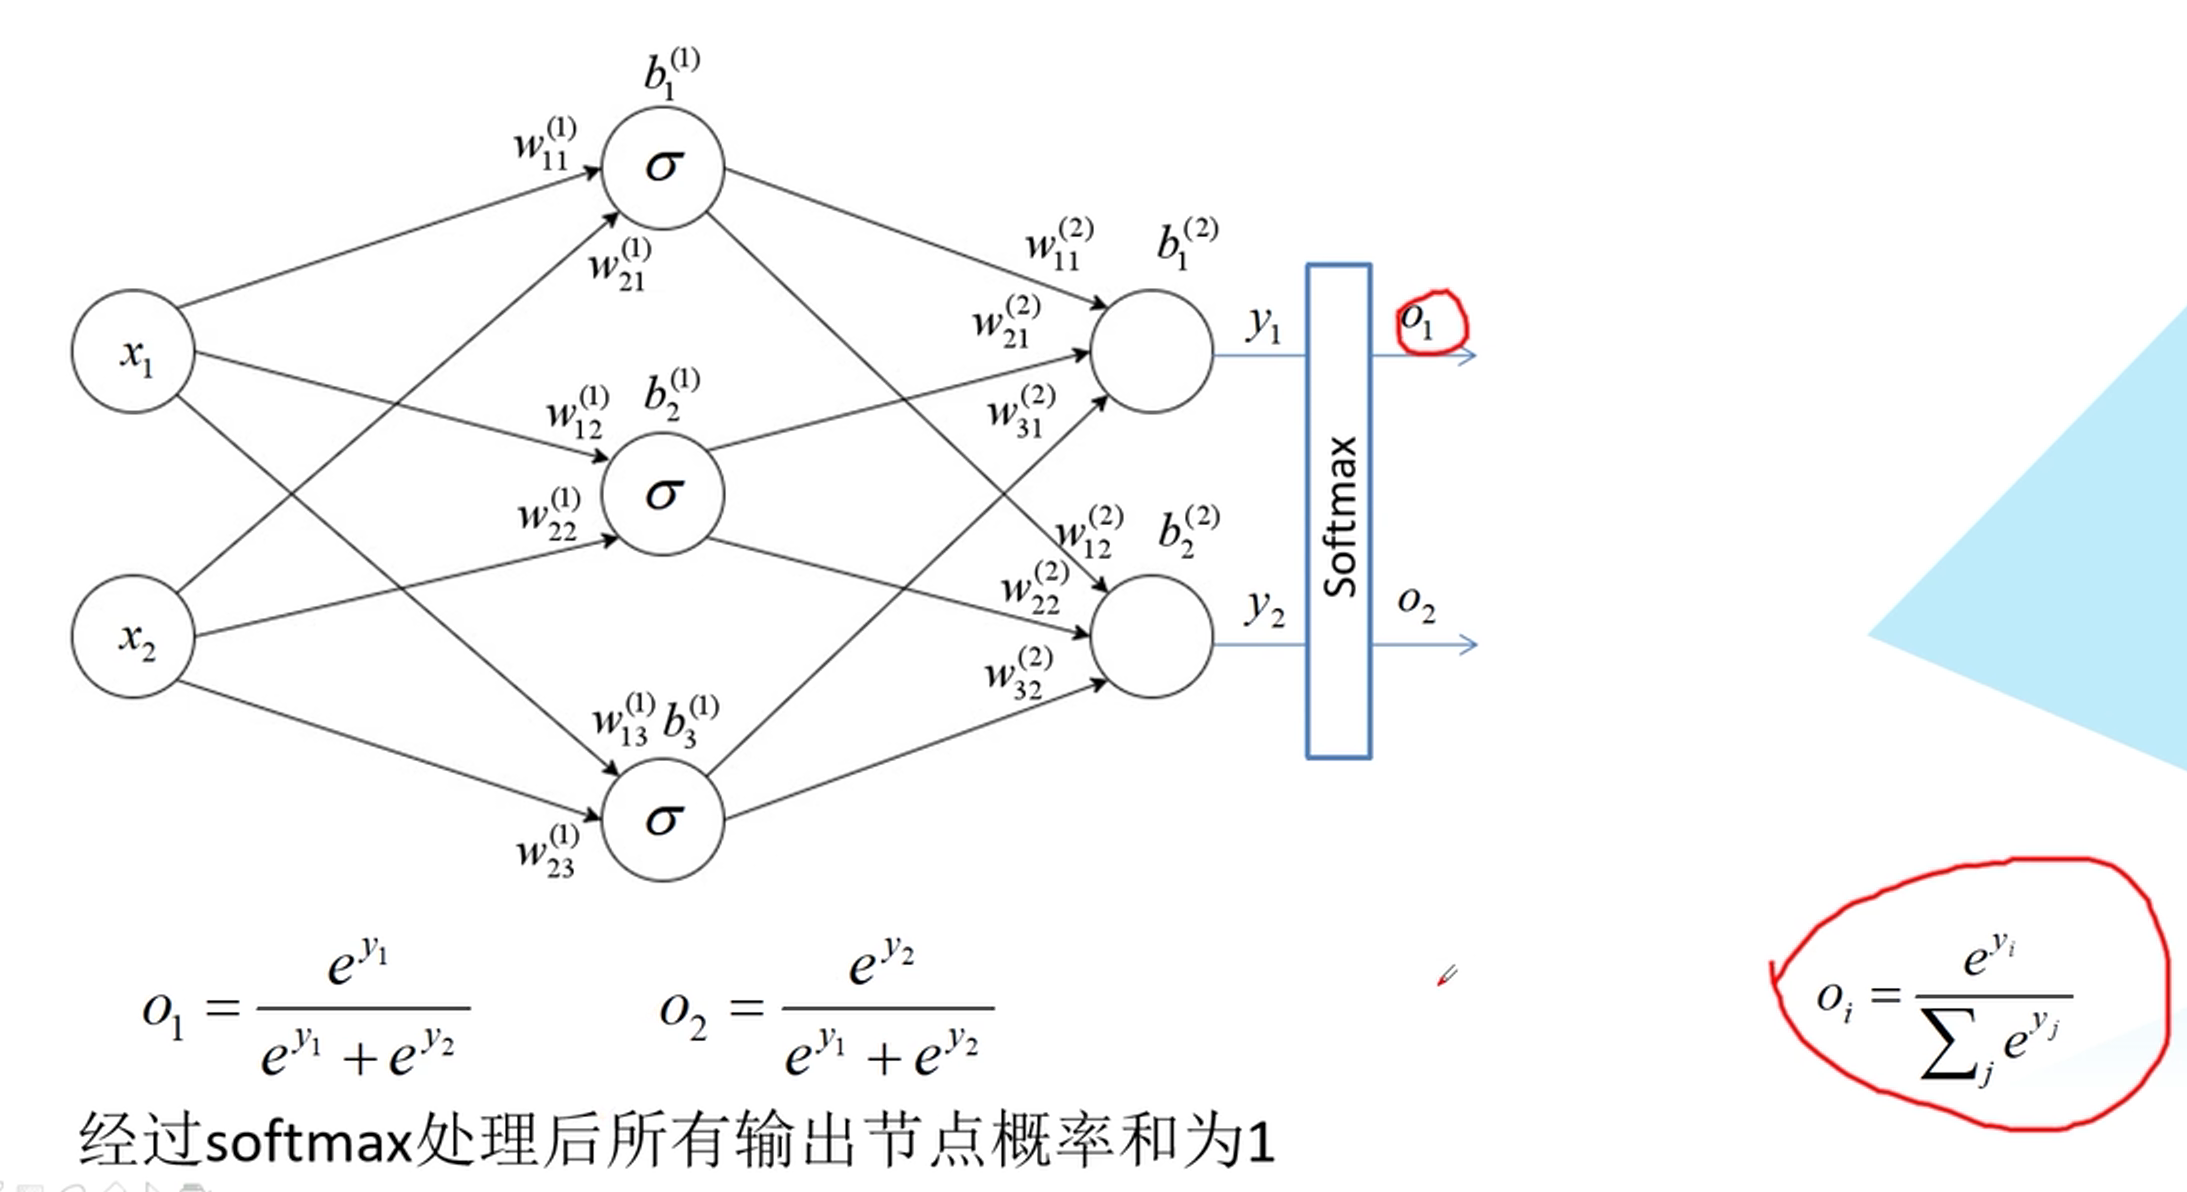 b_1^{(1)}
w_{11}^{(1)}
σ
w_{21}^{(1)}
w_{11}^{(2)} b_1^{(2)}
w_{21}^{(2)}
x_1
y_1
o_1
w_{12}^{(1)} b_2^{(1)}
w_{31}^{(2)}
σ
w_{22}^{(1)}
Softmax
w_{12}^{(2)} b_2^{(2)}
w_{22}^{(2)}
x_2
y_2
o_2
w_{32}^{(2)}
w_{13}^{(1)} b_3^{(1)}
σ
w_{23}^{(1)}
o_1 = \frac{e^{y_1}}{e^{y_1} + e^{y_2}}
o_2 = \frac{e^{y_2}}{e^{y_1} + e^{y_2}}
o_i = \frac{e^{y_i}}{\sum_j e^{y_j}}
经过softmax处理后所有输出节点概率和为1